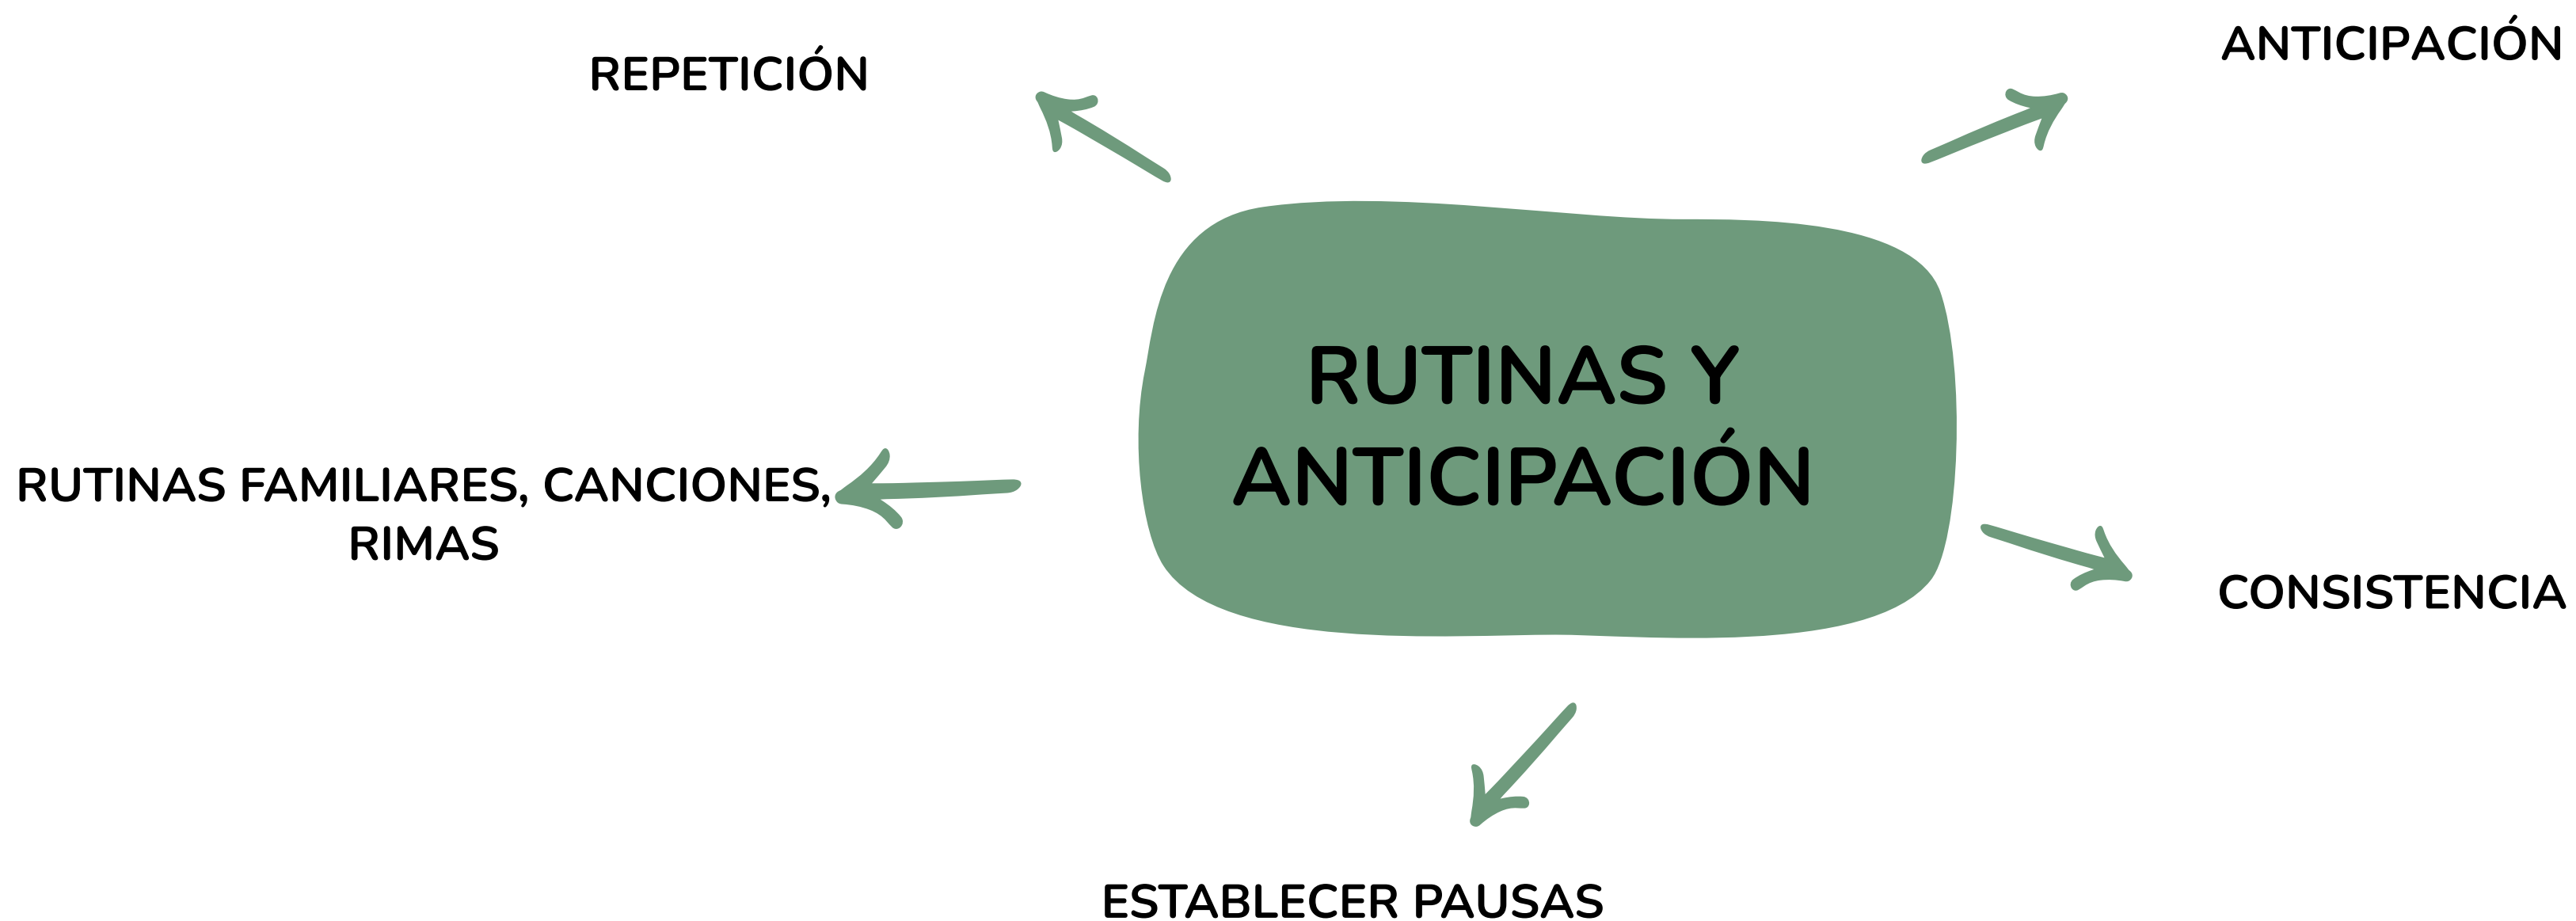 REPETICIÓN
ANTICIPACIÓN
RUTINAS Y
ANTICIPACIÓN
RUTINAS FAMILIARES, CANCIONES,
RIMAS
CONSISTENCIA
ESTABLECER PAUSAS